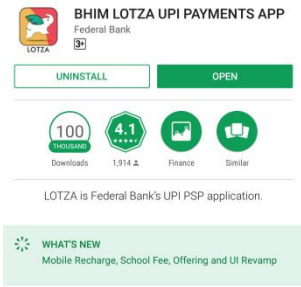 BHIM LOTZA UPI PAYMENTS APP
Federal Bank
3+
LOTZA
UNINSTALL
OPEN
100
THOUSAND
4.1
Downloads
1,914
Finance
Similar
LOTZA is Federal Bank's UPI PSP application.
WHAT'S NEW
Mobile Recharge, School Fee, Offering and UI Revamp